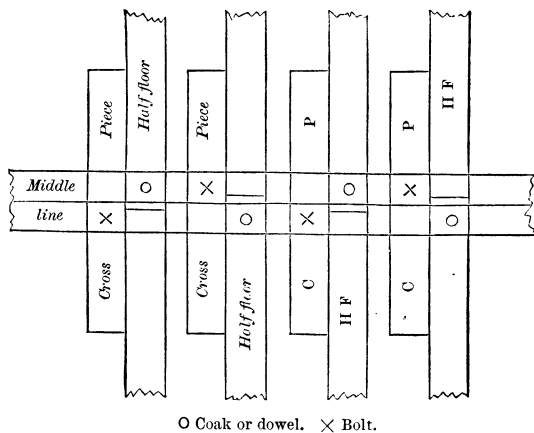 Piece
Half floor
Piece
P
P
H F
Middle
line
Cross
Cross
Half floor
C
H F
C
O Coak or dowel. × Bolt.